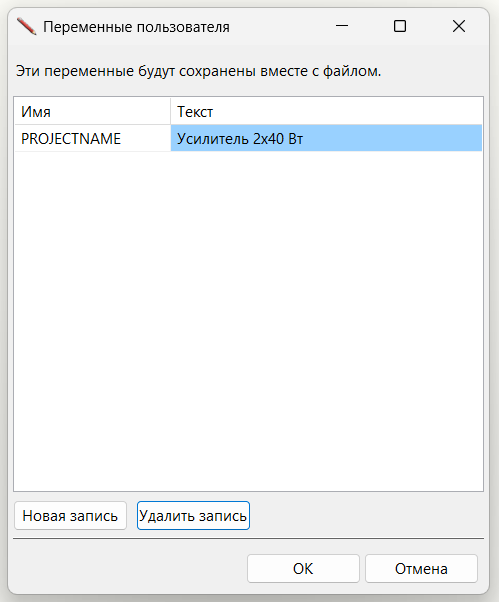 Переменные пользователя
Эти переменные будут сохранены вместе с файлом.
Имя Текст
PROJECTNAME Усилитель 2x40 Вт
Новая запись Удалить запись
OK Отмена